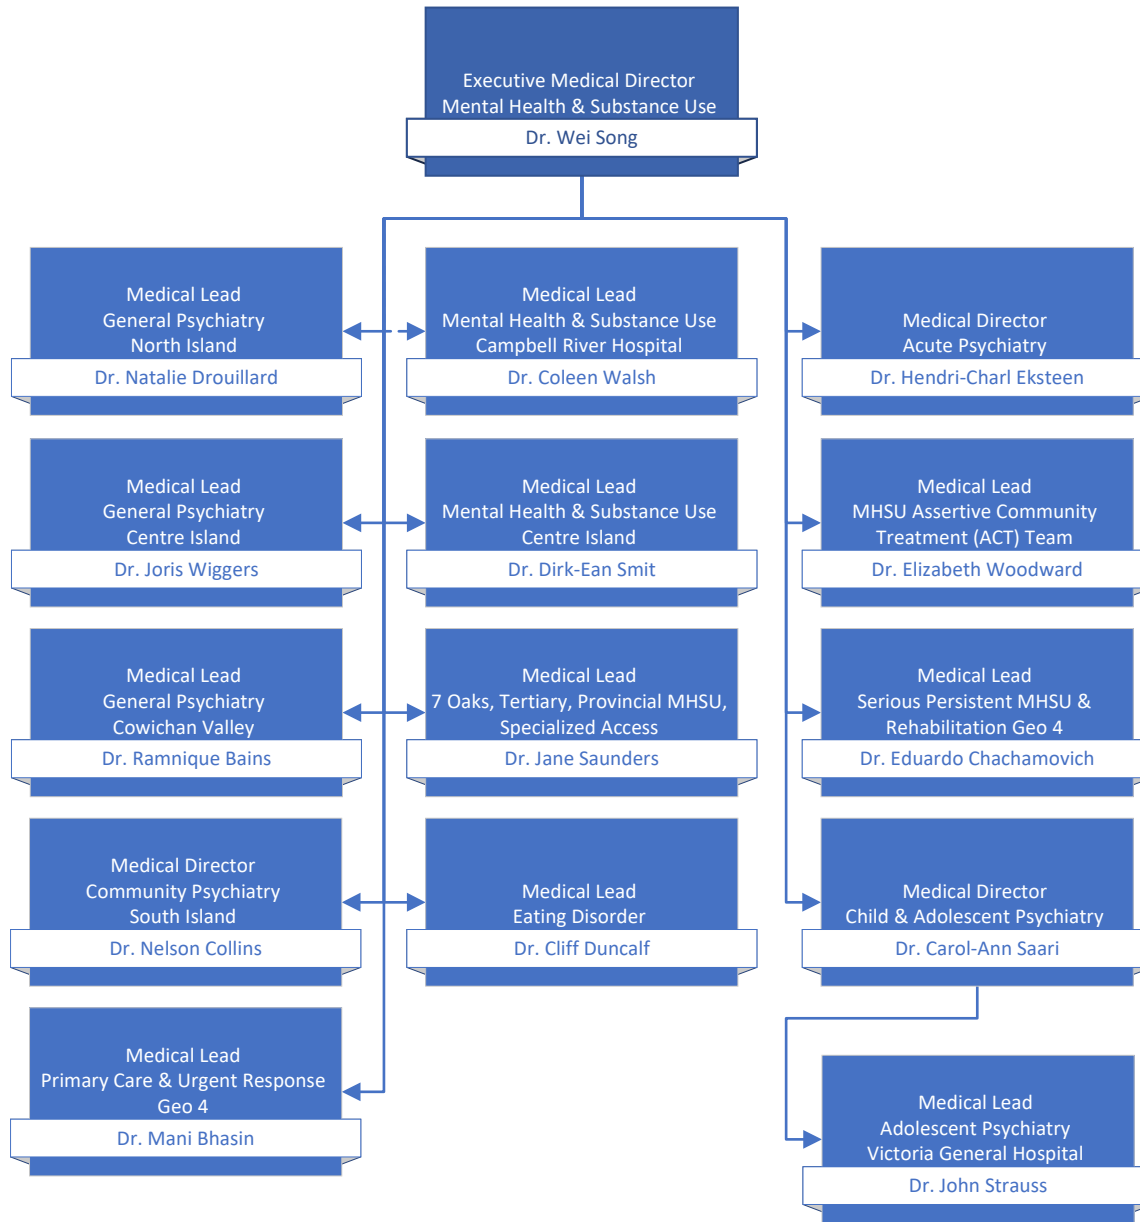 Executive Medical Director
Mental Health & Substance Use
Dr. Wei Song
Medical Lead
General Psychiatry
North Island
Dr. Natalie Drouillard
Medical Lead
Mental Health & Substance Use
Campbell River Hospital
Dr. Coleen Walsh
Medical Director
Acute Psychiatry
Dr. Hendri-Charl Eksteen
Medical Lead
General Psychiatry
Centre Island
Dr. Joris Wiggers
Medical Lead
Mental Health & Substance Use
Centre Island
Dr. Dirk-Ean Smit
Medical Lead
MHSU Assertive Community
Treatment (ACT) Team
Dr. Elizabeth Woodward
Medical Lead
General Psychiatry
Cowichan Valley
Dr. Ramnique Bains
Medical Lead
7 Oaks, Tertiary, Provincial MHSU,
Specialized Access
Dr. Jane Saunders
Medical Lead
Serious Persistent MHSU &
Rehabilitation Geo 4
Dr. Eduardo Chachamovich
Medical Director
Community Psychiatry
South Island
Dr. Nelson Collins
Medical Lead
Eating Disorder
Dr. Cliff Duncalf
Medical Director
Child & Adolescent Psychiatry
Dr. Carol-Ann Saari
Medical Lead
Primary Care & Urgent Response
Geo 4
Dr. Mani Bhasin
Medical Lead
Adolescent Psychiatry
Victoria General Hospital
Dr. John Strauss